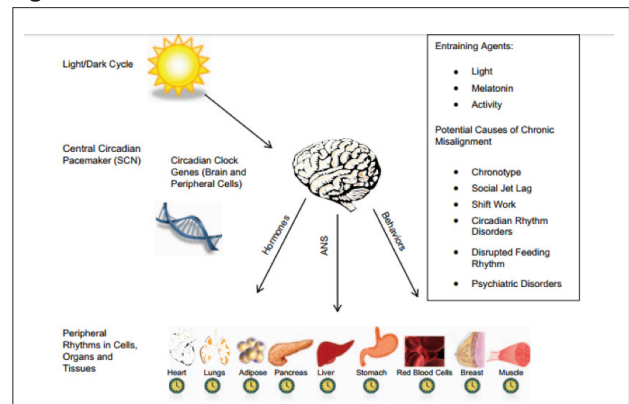 Light/Dark Cycle
Central Circadian
Pacemaker (SCN)
Circadian Clock
Genes (Brain and
Peripheral Cells)
Hormones
ANS
Behaviors
Peripheral
Rhythms in Cells,
Organs and
Tissues
Heart
Lungs
Adipose
Pancreas
Liver
Stomach
Red Blood Cells
Breast
Muscle
Entraining Agents:
• Light
• Melatonin
• Activity
Potential Causes of Chronic
Misalignment
• Chronotype
• Social Jet Lag
• Shift Work
• Circadian Rhythm
Disorders
• Disrupted Feeding
Rhythm
• Psychiatric Disorders